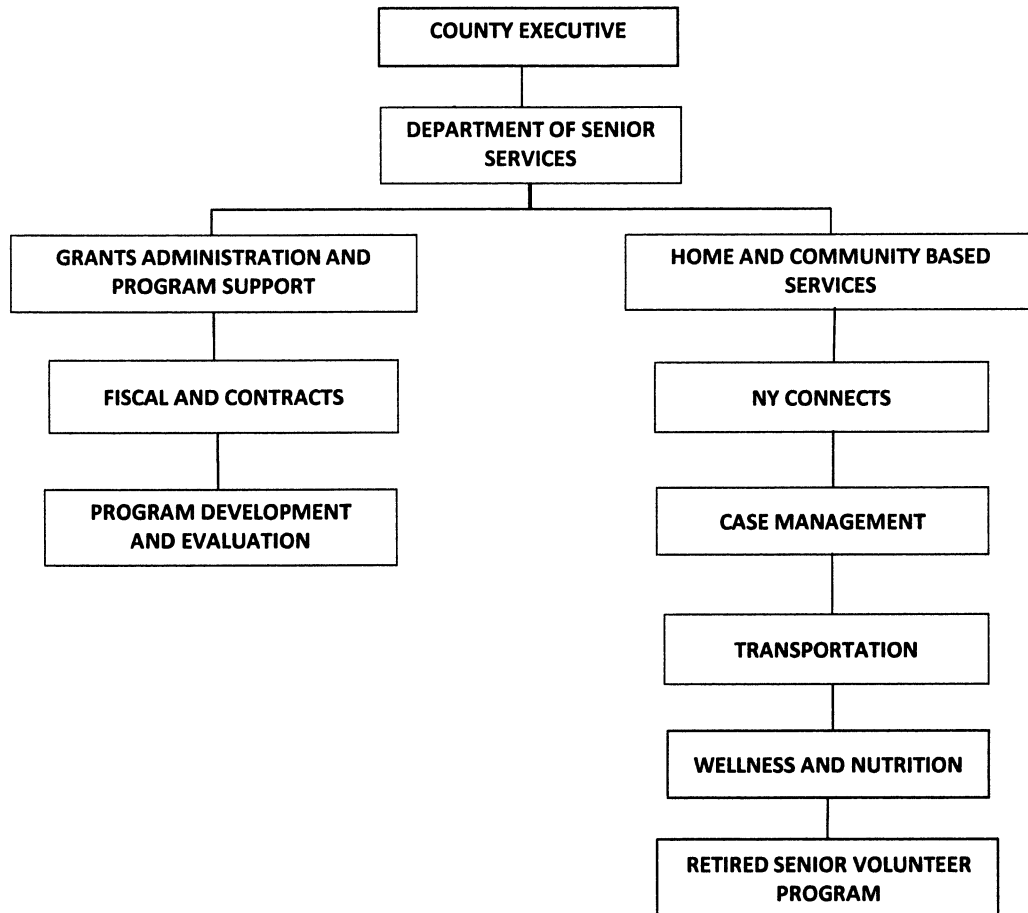 COUNTY EXECUTIVE
DEPARTMENT OF SENIOR
SERVICES
GRANTS ADMINISTRATION AND
PROGRAM SUPPORT
HOME AND COMMUNITY BASED
SERVICES
FISCAL AND CONTRACTS
NY CONNECTS
PROGRAM DEVELOPMENT
AND EVALUATION
CASE MANAGEMENT
TRANSPORTATION
WELLNESS AND NUTRITION
RETIRED SENIOR VOLUNTEER
PROGRAM